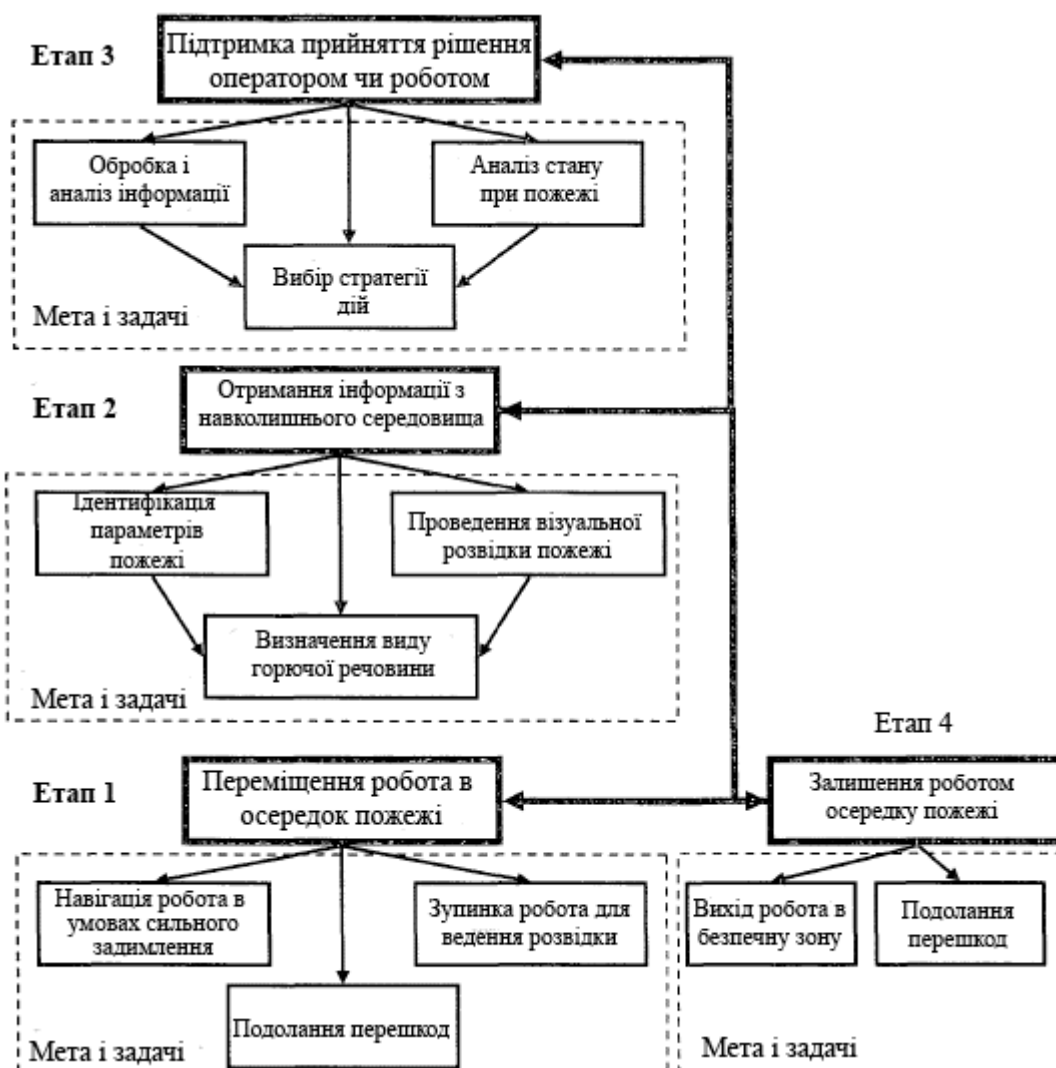 Етап 3
Підтримка прийняття рішення
оператором чи роботом
Обробка і
аналіз інформації
Аналіз стану
при пожежі
Вибір стратегії
дій
Мета і задачі
Етап 2
Отримання інформації з
навколишнього середовища
Ідентифікація
параметрів
пожежі
Проведення візуальної
розвідки пожежі
Визначення виду
горючої речовини
Мета і задачі
Етап 1
Переміщення робота в
осередок пожежі
Навігація робота в
умовах сильного
задимлення
Зупинка робота для
ведення розвідки
Подолання перешкод
Мета і задачі
Етап 4
Залишення роботом
осередку пожежі
Вихід робота в
безпечну зону
Подолання
перешкод
Мета і задачі